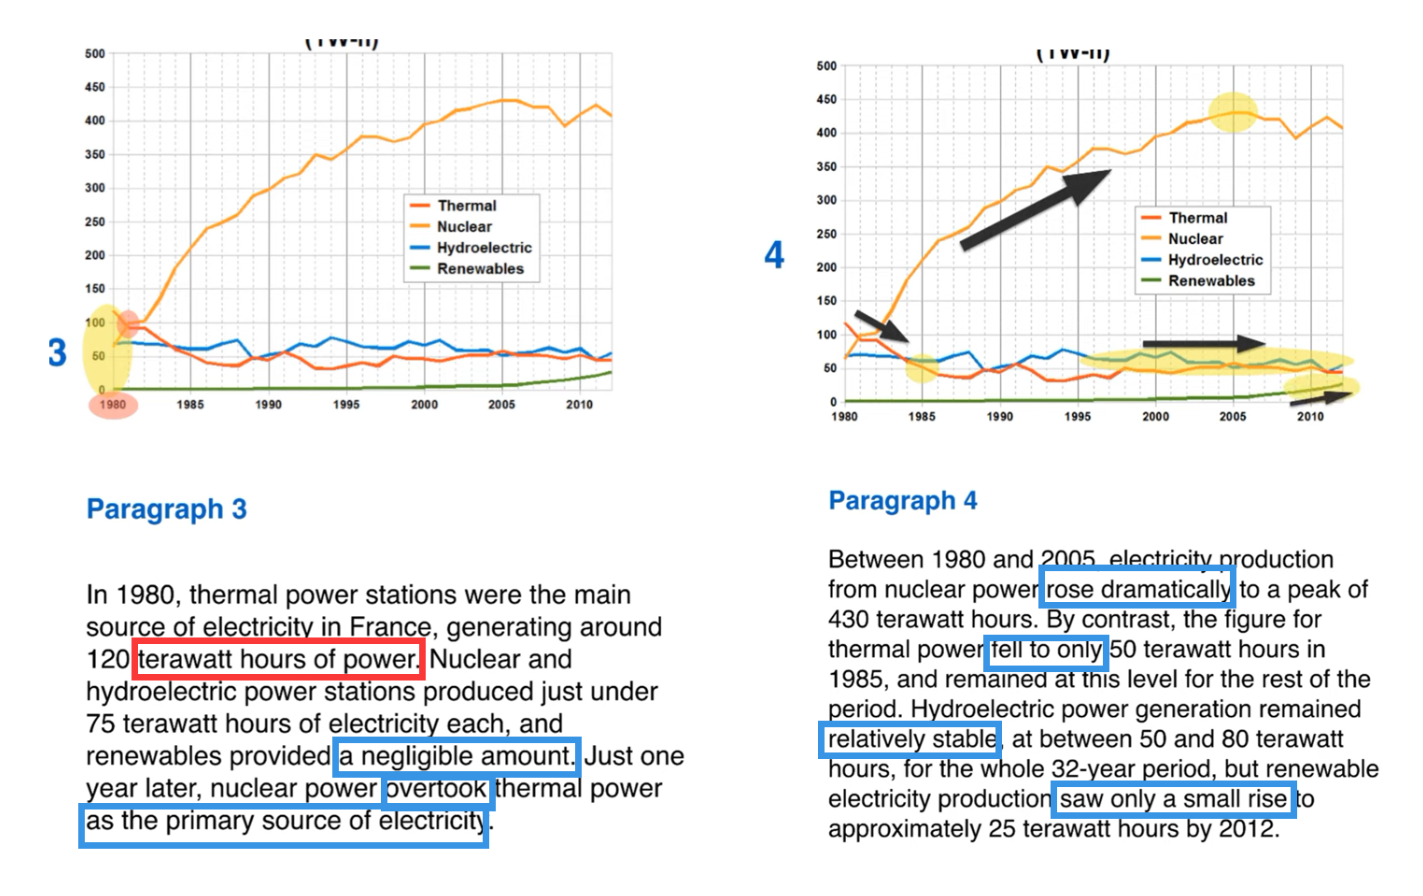 (TW-h)
500
450
400
350
300
250
200
150
100
50
0
1980 1985 1990 1995 2000 2005 2010
Thermal
Nuclear
Hydroelectric
Renewables
3
Paragraph 3
In 1980, thermal power stations were the main
source of electricity in France, generating around
120 terawatt hours of power. Nuclear and
hydroelectric power stations produced just under
75 terawatt hours of electricity each, and
renewables provided a negligible amount. Just one
year later, nuclear power overtook thermal power
as the primary source of electricity.
(TW-h)
500
450
400
350
300
250
200
150
100
50
0
1980 1985 1990 1995 2000 2005 2010
Thermal
Nuclear
Hydroelectric
Renewables
4
Paragraph 4
Between 1980 and 2005, electricity production
from nuclear power rose dramatically to a peak of
430 terawatt hours. By contrast, the figure for
thermal power fell to only 50 terawatt hours in
1985, and remained at this level for the rest of the
period. Hydroelectric power generation remained
relatively stable, at between 50 and 80 terawatt
hours, for the whole 32-year period, but renewable
electricity production saw only a small rise to
approximately 25 terawatt hours by 2012.